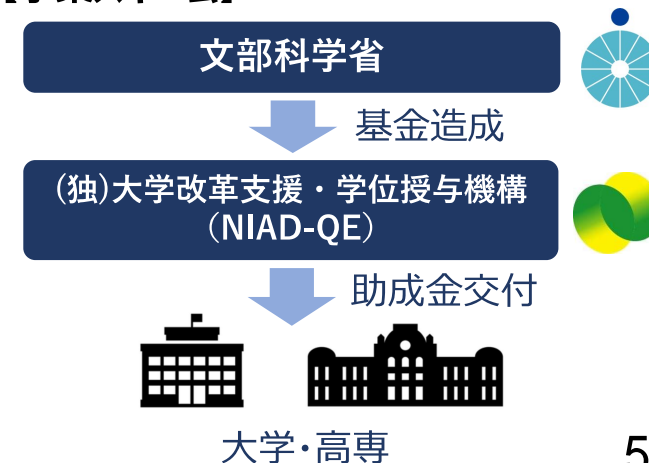 文部科学省
基金造成
(独)大学改革支援・学位授与機構
（NIAD-QE）
助成金交付
大学・高専
5